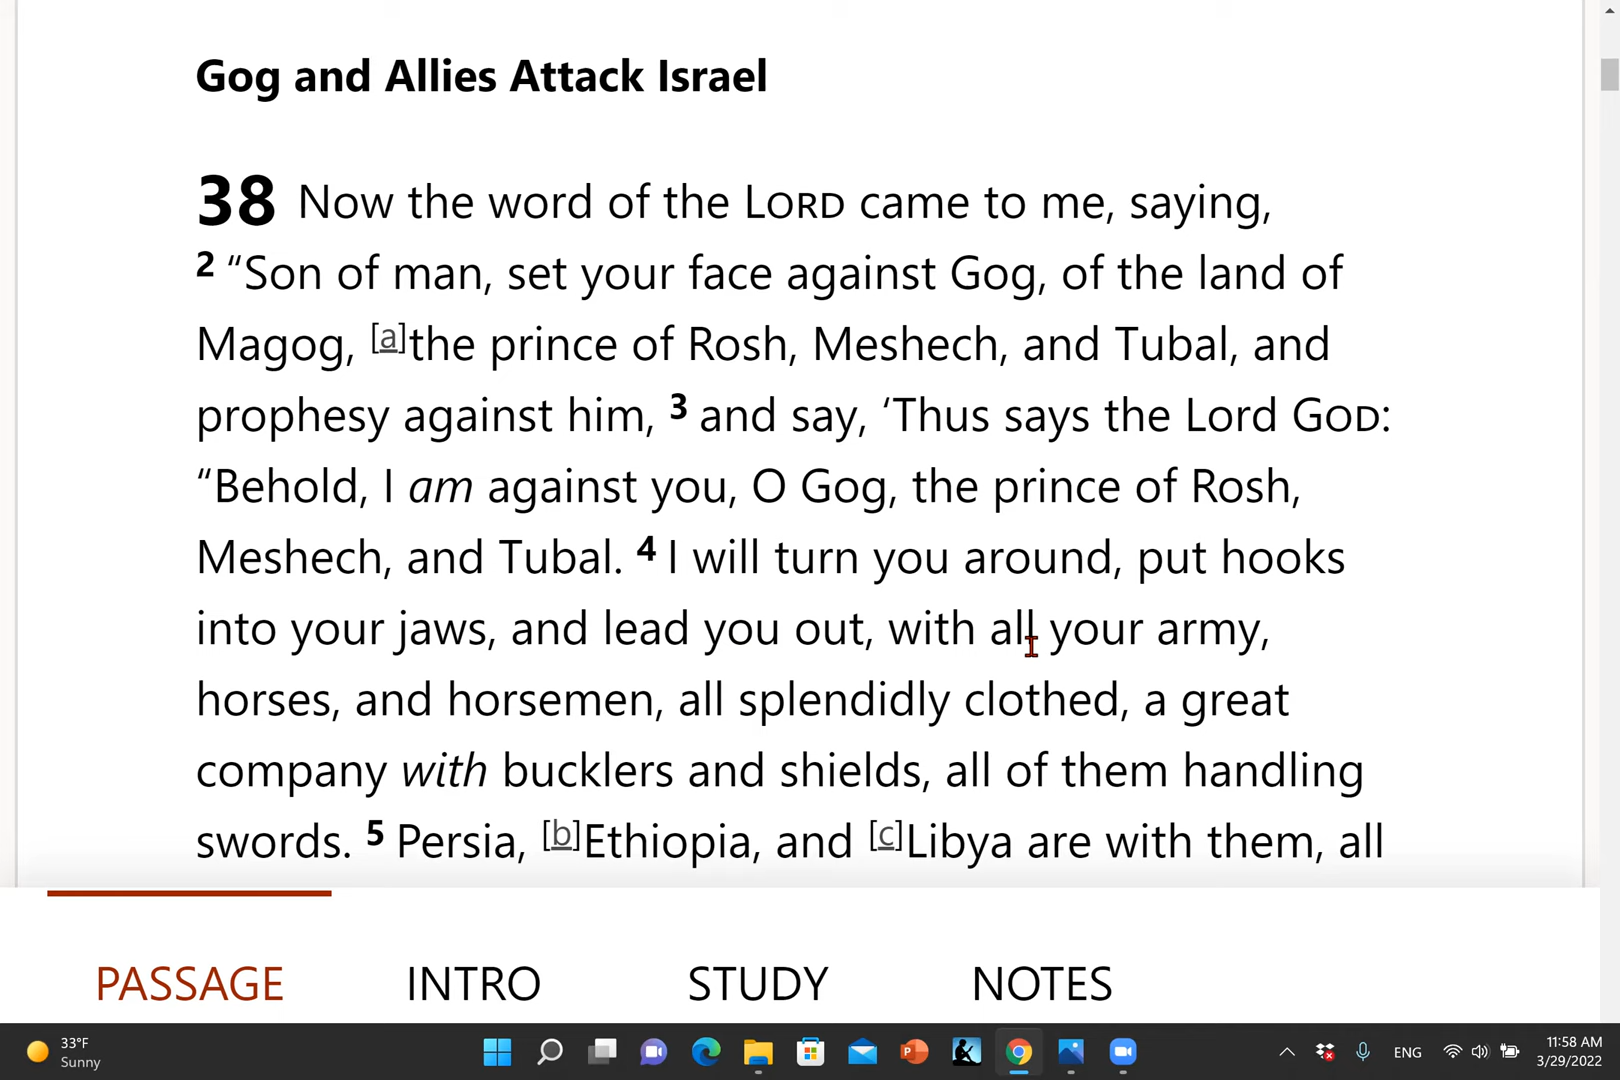 Gog and Allies Attack Israel
38 Now the word of the LORD came to me, saying,
2 “Son of man, set your face against Gog, of the land of
Magog, [a]the prince of Rosh, Meshech, and Tubal, and
prophesy against him, 3 and say, ‘Thus says the Lord GOD:
“Behold, I am against you, O Gog, the prince of Rosh,
Meshech, and Tubal. 4 I will turn you around, put hooks
into your jaws, and lead you out, with all your army,
horses, and horsemen, all splendidly clothed, a great
company with bucklers and shields, all of them handling
swords. 5 Persia, [b]Ethiopia, and [c]Libya are with them, all
PASSAGE INTRO STUDY NOTES
33°F
Sunny
ENG
11:58 AM
3/29/2022